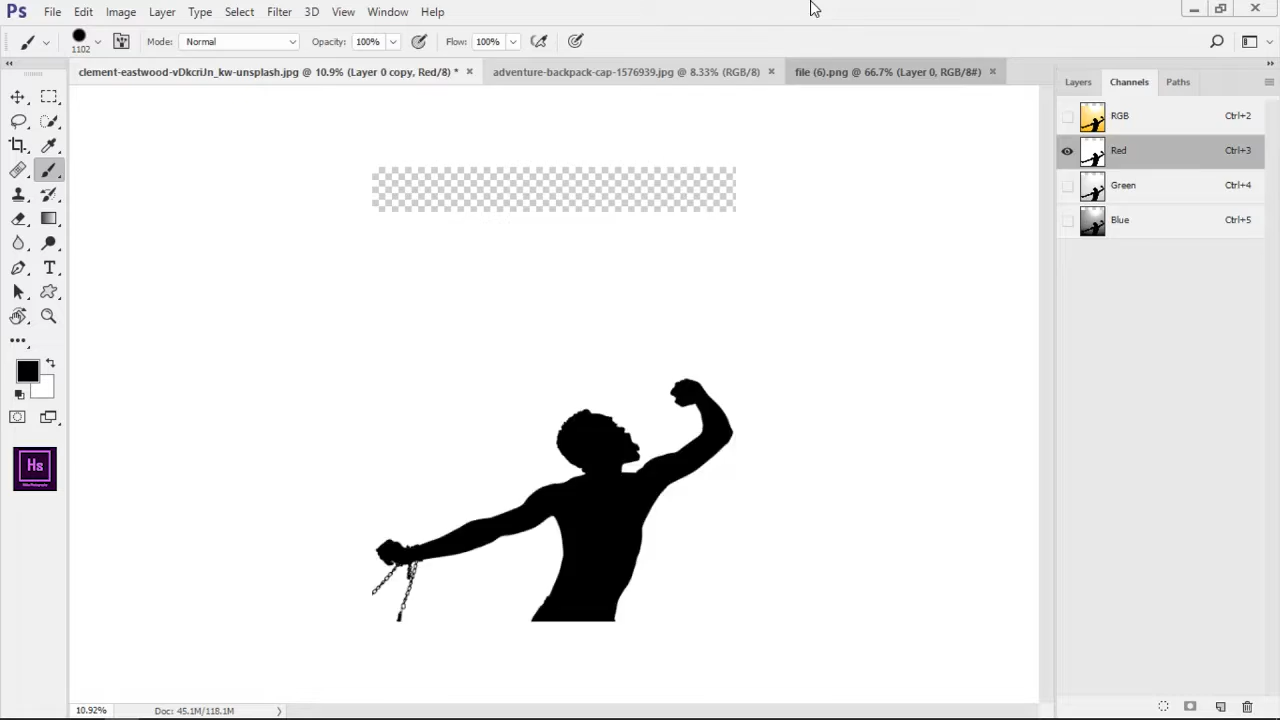 Ps File Edit Image Layer Type Select Filter 3D View Window Help
1102 Mode: Normal Opacity: 100% Flow: 100%
clement-eastwood-vDkcriJn_kw-unsplash.jpg @ 10.9% (Layer 0 copy, Red/8) * adventure-backpack-cap-1576939.jpg @ 8.33% (RGB/8) file (6).png @ 66.7% (Layer 0, RGB/8#)
Layers Channels Paths
RGB Ctrl+2
Red Ctrl+3
Green Ctrl+4
Blue Ctrl+5
T
Hs
10.92% Doc: 45.1M/118.1M